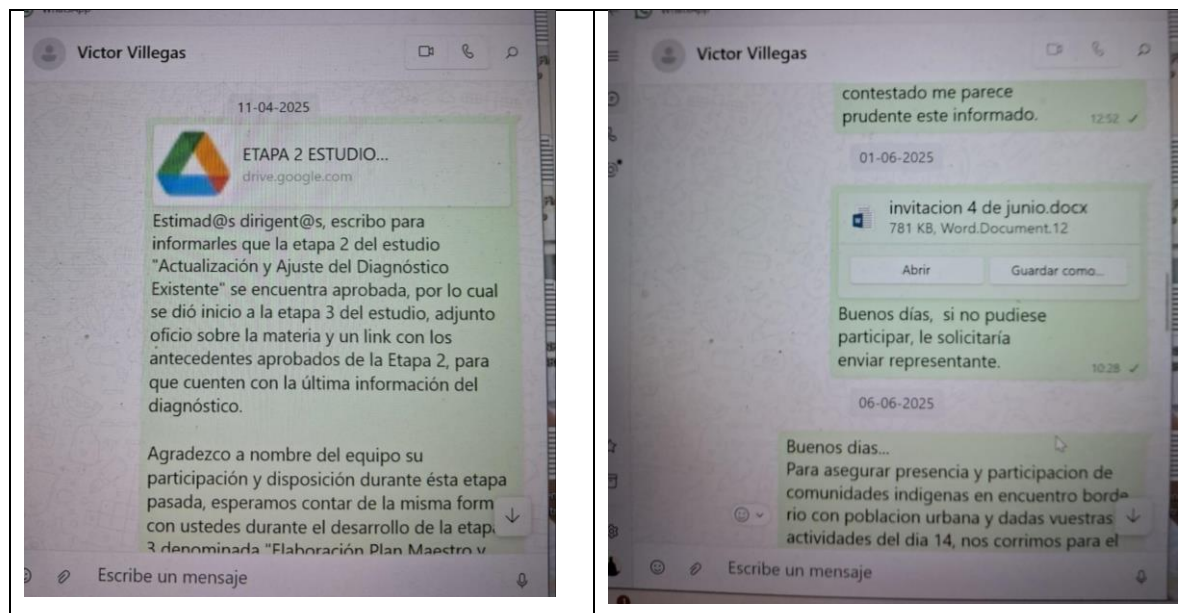 Victor Villegas
11-04-2025
ETAPA 2 ESTUDIO...
drive.google.com
Estimad@s dirigent@s, escribo para
informarles que la etapa 2 del estudio
"Actualización y Ajuste del Diagnóstico
Existente" se encuentra aprobada, por lo cual
se dió inicio a la etapa 3 del estudio, adjunto
oficio sobre la materia y un link con los
antecedentes aprobados de la Etapa 2, para
que cuenten con la última información del
diagnóstico.
Agradezco a nombre del equipo su
participación y disposición durante ésta etapa
pasada, esperamos contar de la misma form
con ustedes durante el desarrollo de la etap
3 denominada "Elaboración Plan Maestro y
Escribe un mensaje
Victor Villegas
contestado me parece
prudente este informado.
12:52
01-06-2025
invitacion 4 de junio.docx
781 KB, Word.Document.12
Abrir
Guardar como...
Buenos días, si no pudiese
participar, le solicitaría
enviar representante.
10:28
06-06-2025
Buenos dias...
Para asegurar presencia y participacion de
comunidades indigenas en encuentro borde
rio con poblacion urbana y dadas vuestras
actividades del dia 14, nos corrimos para el
Escribe un mensaje